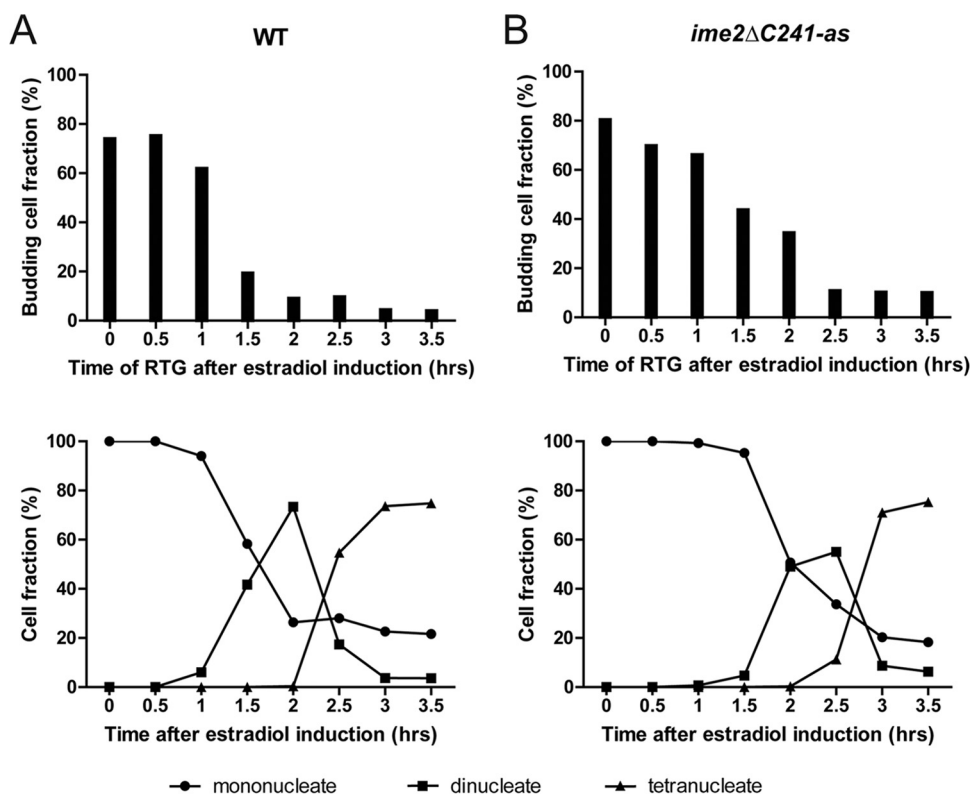 A
WT
B
ime2ΔC241-as
Budding cell fraction (%)
100
80
60
40
20
0
0 0.5 1 1.5 2 2.5 3 3.5
Time of RTG after estradiol induction (hrs)
Budding cell fraction (%)
100
80
60
40
20
0
0 0.5 1 1.5 2 2.5 3 3.5
Time of RTG after estradiol induction (hrs)
Cell fraction (%)
100
80
60
40
20
0
0 0.5 1 1.5 2 2.5 3 3.5
Time after estradiol induction (hrs)
Cell fraction (%)
100
80
60
40
20
0
0 0.5 1 1.5 2 2.5 3 3.5
Time after estradiol induction (hrs)
mononucleate dinucleate tetranucleate